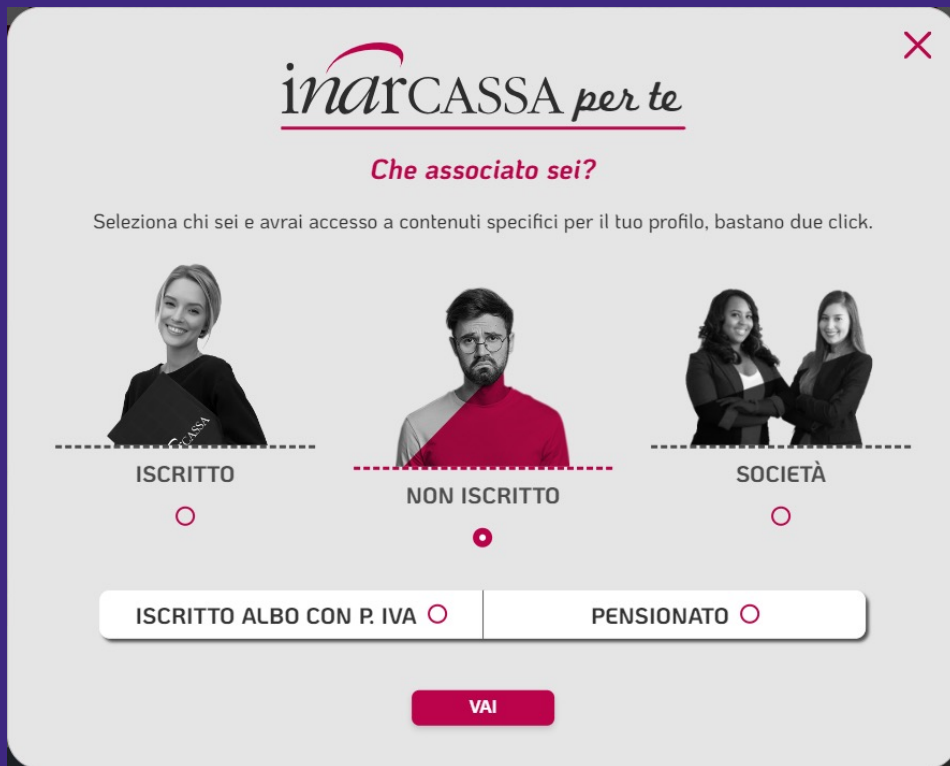 inarCASSA per te
Che associato sei?
Seleziona chi sei e avrai accesso a contenuti specifici per il tuo profilo, bastano due click.
ISCRITTO
NON ISCRITTO
SOCIETÀ
ISCRITTO ALBO CON P. IVA
PENSIONATO
VAI